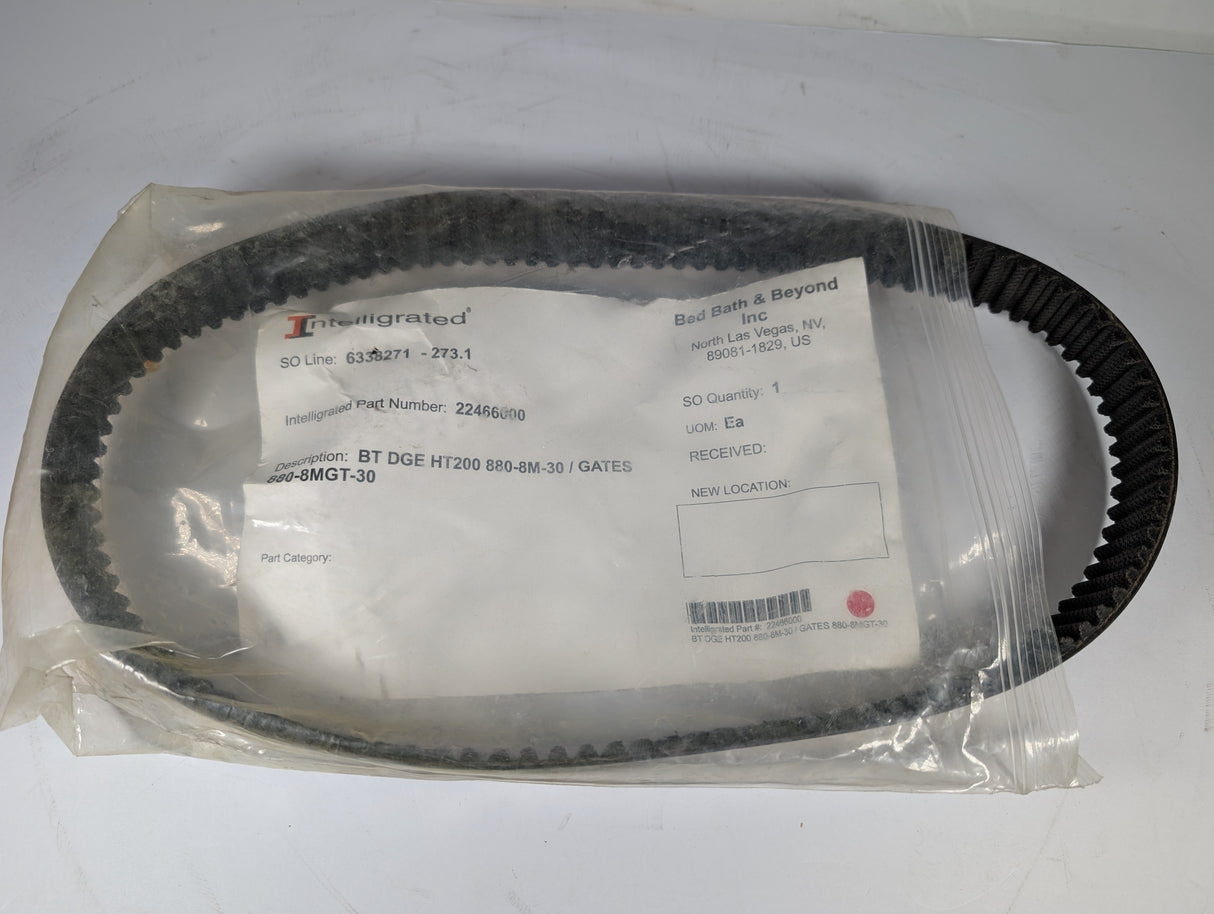 Intelligrated
SO Line: 6338271 - 273.1
Intelligrated Part Number: 22466000
Description: BT DGE HT200 880-8M-30 / GATES
880-8MGT-30
Part Category:
Bed Bath & Beyond
Inc
North Las Vegas, NV,
89081-1829, US
SO Quantity: 1
UOM: Ea
RECEIVED:
NEW LOCATION:
Intelligrated Part #: 22466000
BT DGE HT200 880-8M-30 / GATES 880-8MGT-30